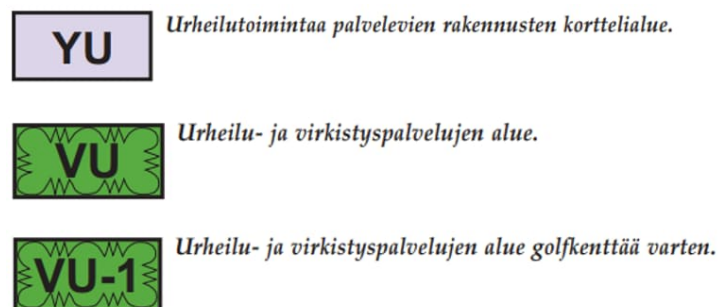 YU Urheilutoimintaa palvelevien rakennusten korttelialue.
VU Urheilu- ja virkistyspalvelujen alue.
VU-1 Urheilu- ja virkistyspalvelujen alue golfkenttää varten.